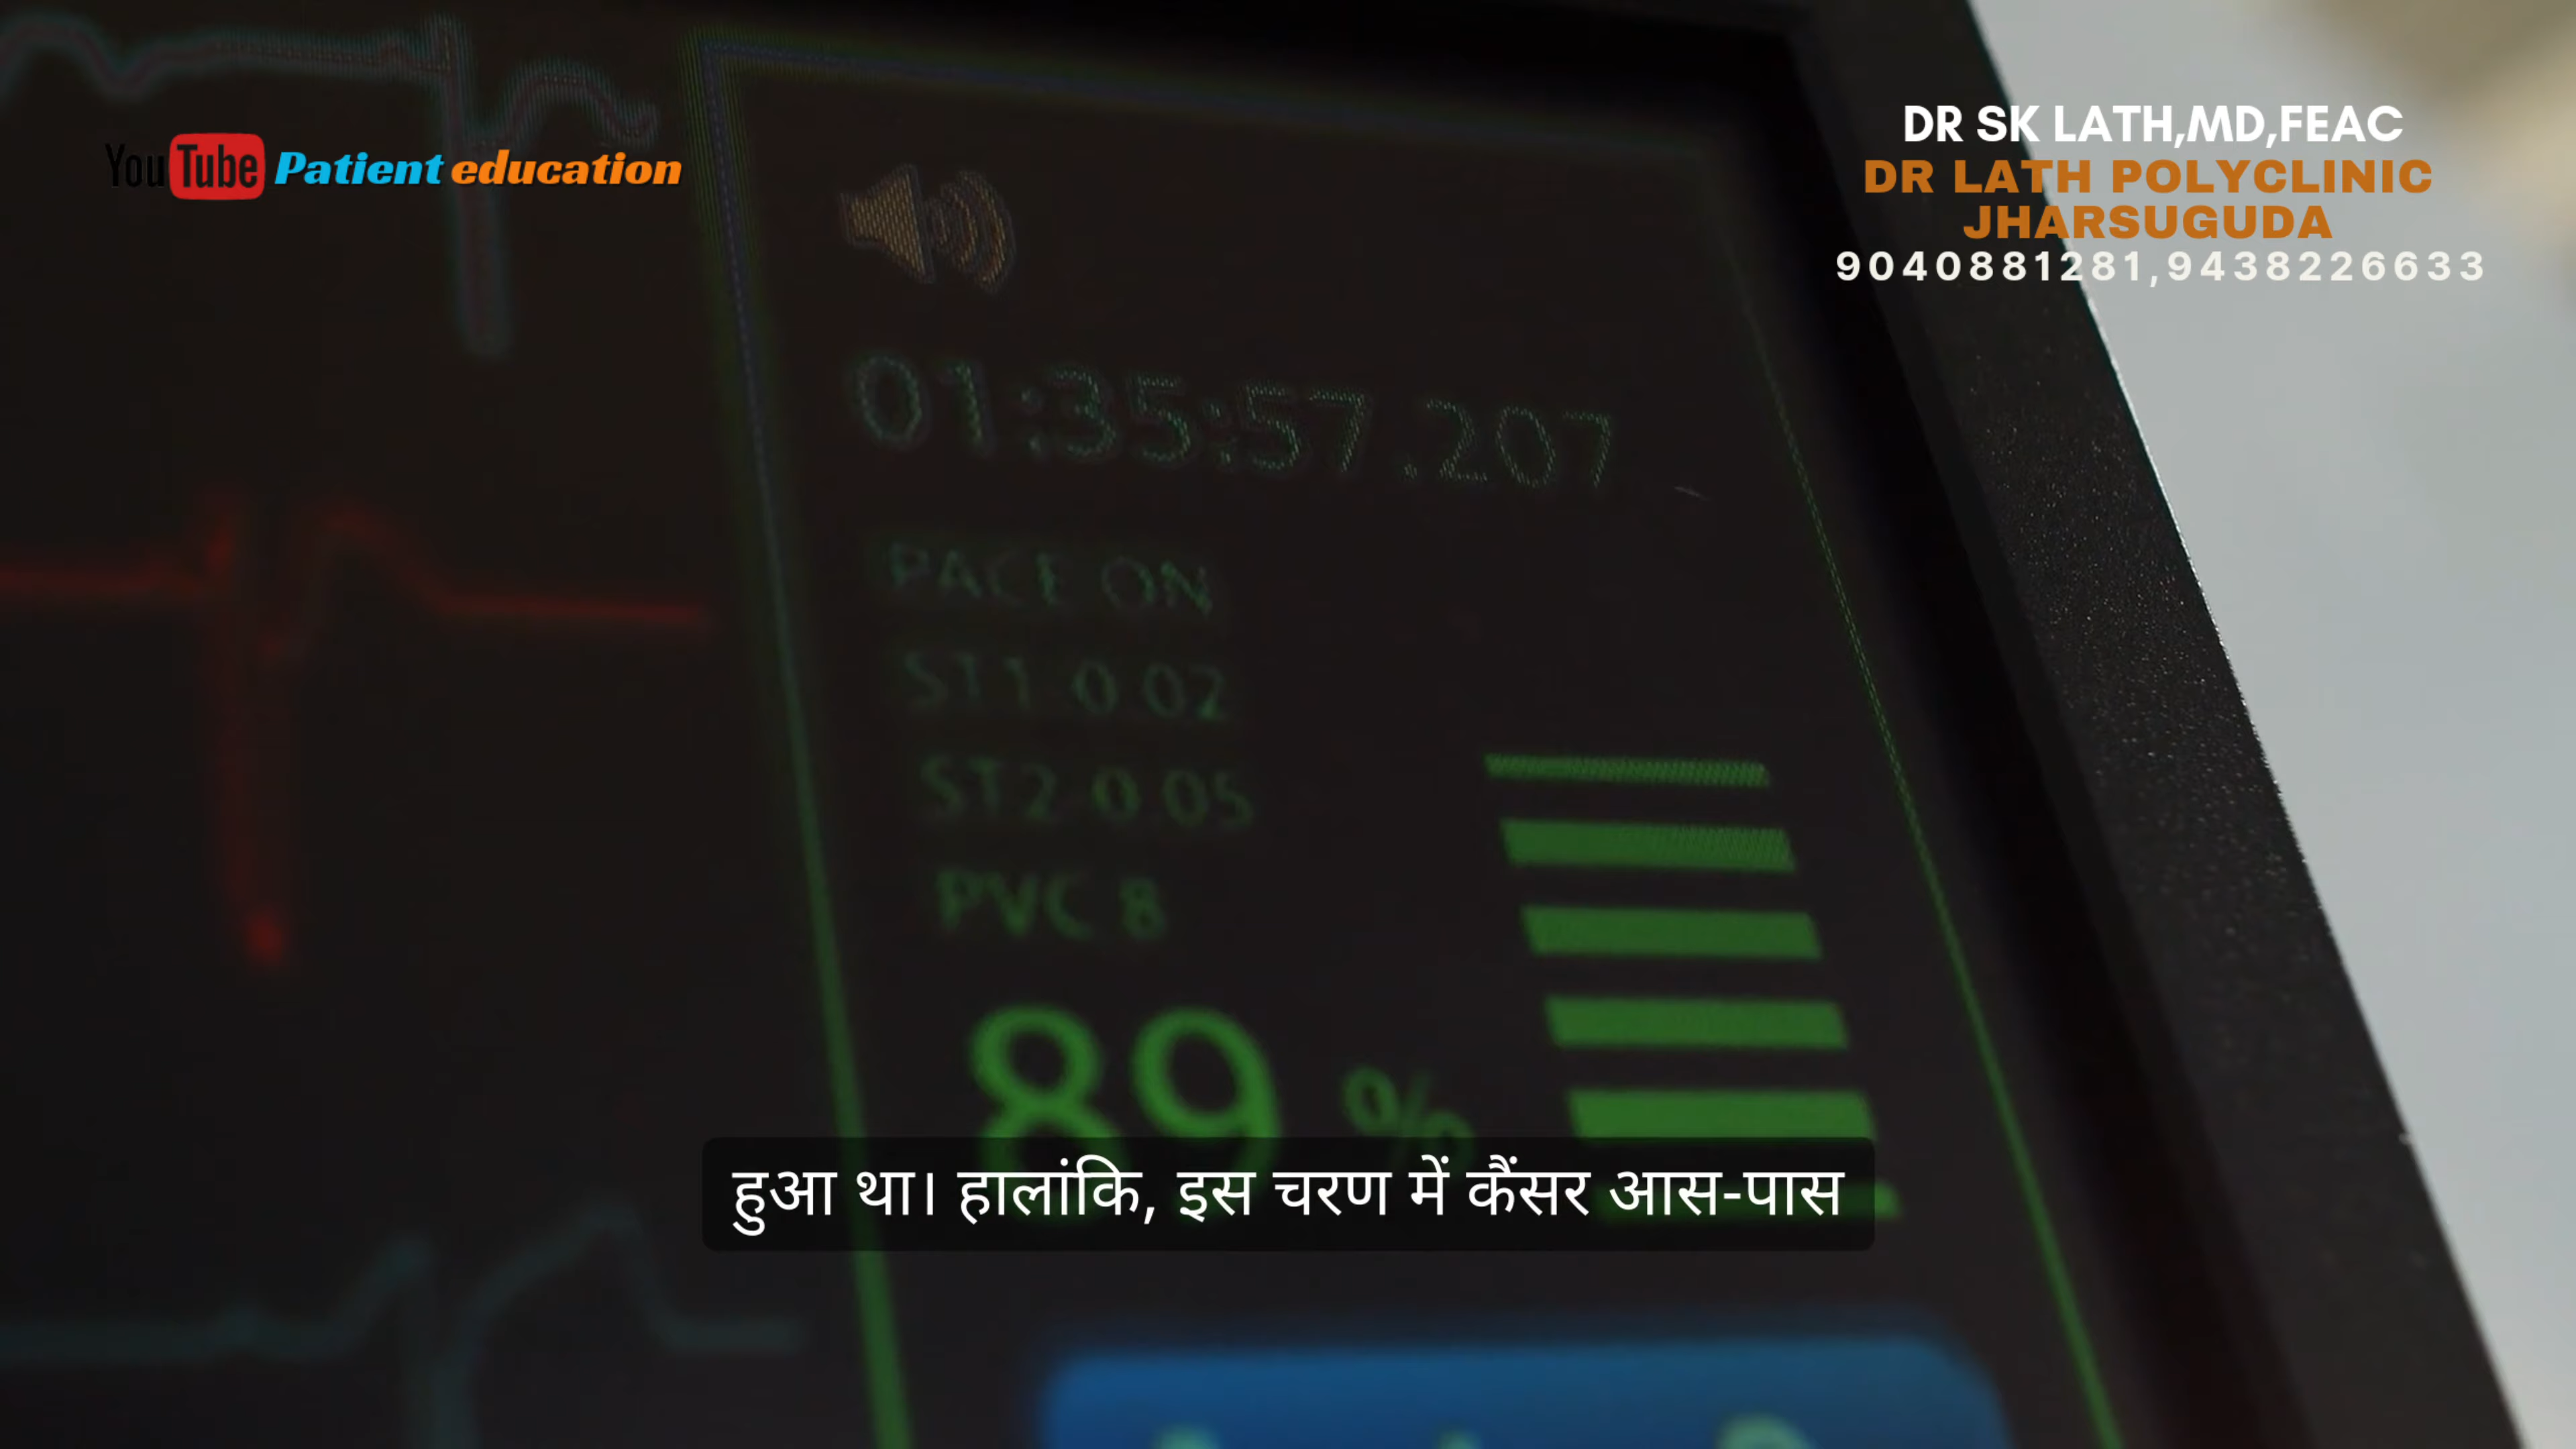 YouTube Patient education
DR SK LATH,MD,FEAC
DR LATH POLYCLINIC
JHARSUGUDA
9040881281,9438226633
01:35:57.207
PACE ON
ST1 0 02
ST2 0 05
PVC 8
89 %
हुआ था। हालांकि, इस चरण में कैंसर आस-पास